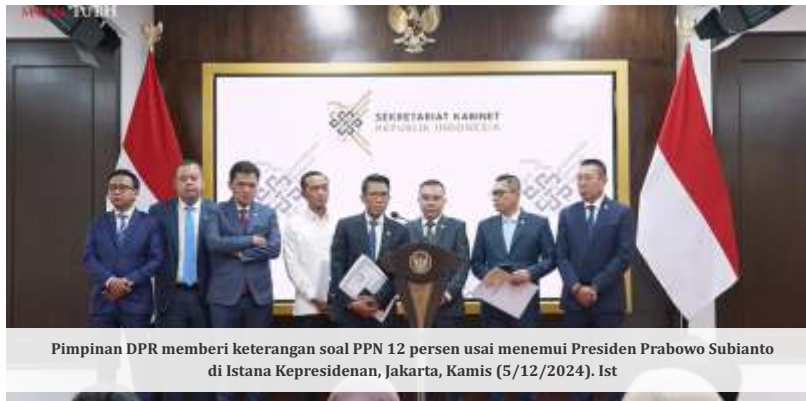 SEKRETARIAT KABINET
REPUBLIK INDONESIA
Pimpinan DPR memberi keterangan soal PPN 12 persen usai menemui Presiden Prabowo Subianto
di Istana Kepresidenan, Jakarta, Kamis (5/12/2024). Ist